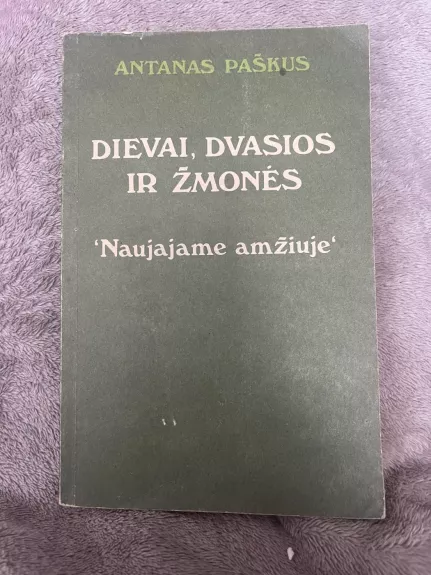 ANTANAS PAŠKUS
DIEVAI, DVASIOS
IR ŽMONĖS
‘Naujajame amžiuje‘